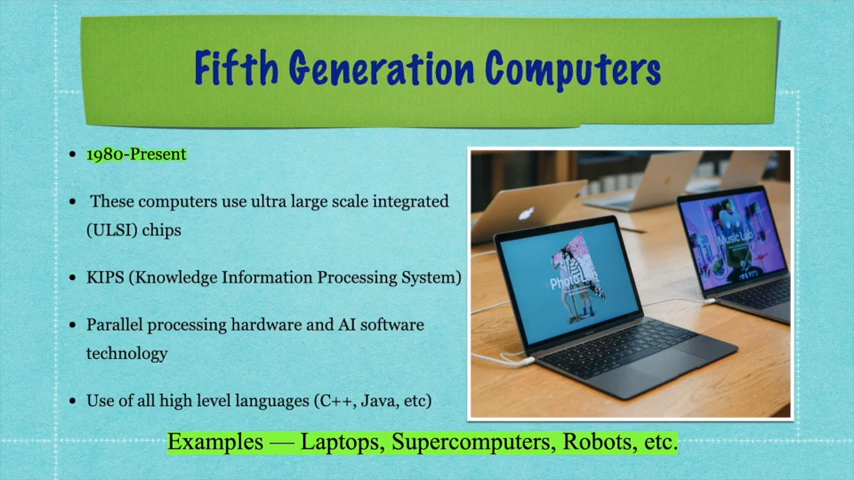 Fifth Generation Computers
1980-Present
These computers use ultra large scale integrated
(ULSI) chips
KIPS (Knowledge Information Processing System)
Parallel processing hardware and AI software
technology
Use of all high level languages (C++, Java, etc)
Music Lab
Examples — Laptops, Supercomputers, Robots, etc.